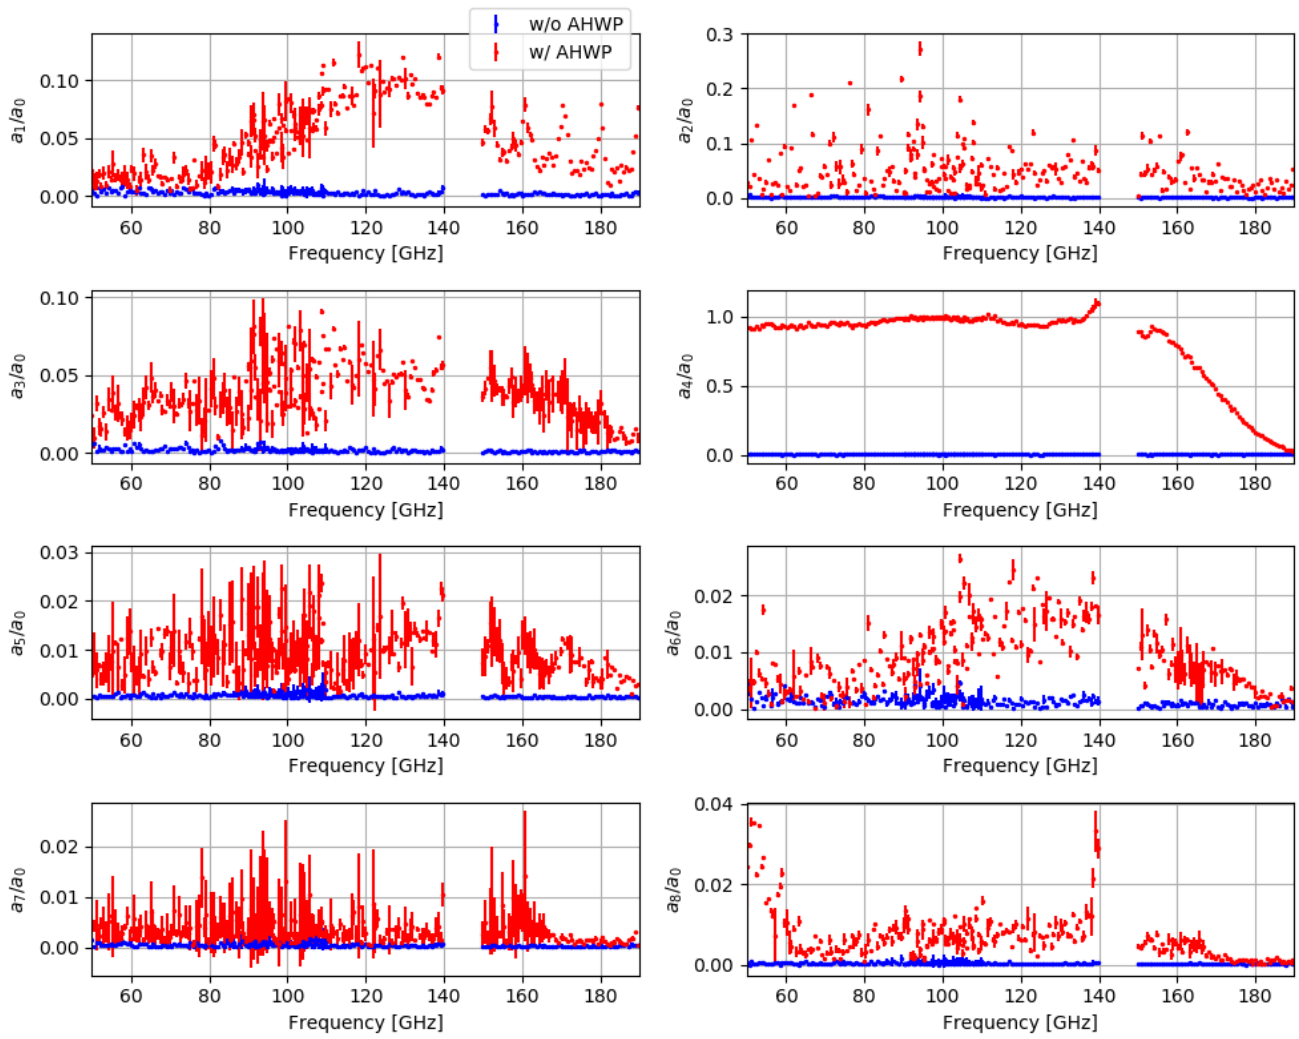 w/o AHWP
w/ AHWP
0.10
0.05
0.00
a1/a0
60 80 100 120 140 160 180
Frequency [GHz]
0.3
0.2
0.1
0.0
a2/a0
60 80 100 120 140 160 180
Frequency [GHz]
0.10
0.05
0.00
a3/a0
60 80 100 120 140 160 180
Frequency [GHz]
1.0
0.5
0.0
a4/a0
60 80 100 120 140 160 180
Frequency [GHz]
0.03
0.02
0.01
0.00
a5/a0
60 80 100 120 140 160 180
Frequency [GHz]
0.02
0.01
0.00
a6/a0
60 80 100 120 140 160 180
Frequency [GHz]
0.02
0.01
0.00
a7/a0
60 80 100 120 140 160 180
Frequency [GHz]
0.04
0.02
0.00
a8/a0
60 80 100 120 140 160 180
Frequency [GHz]